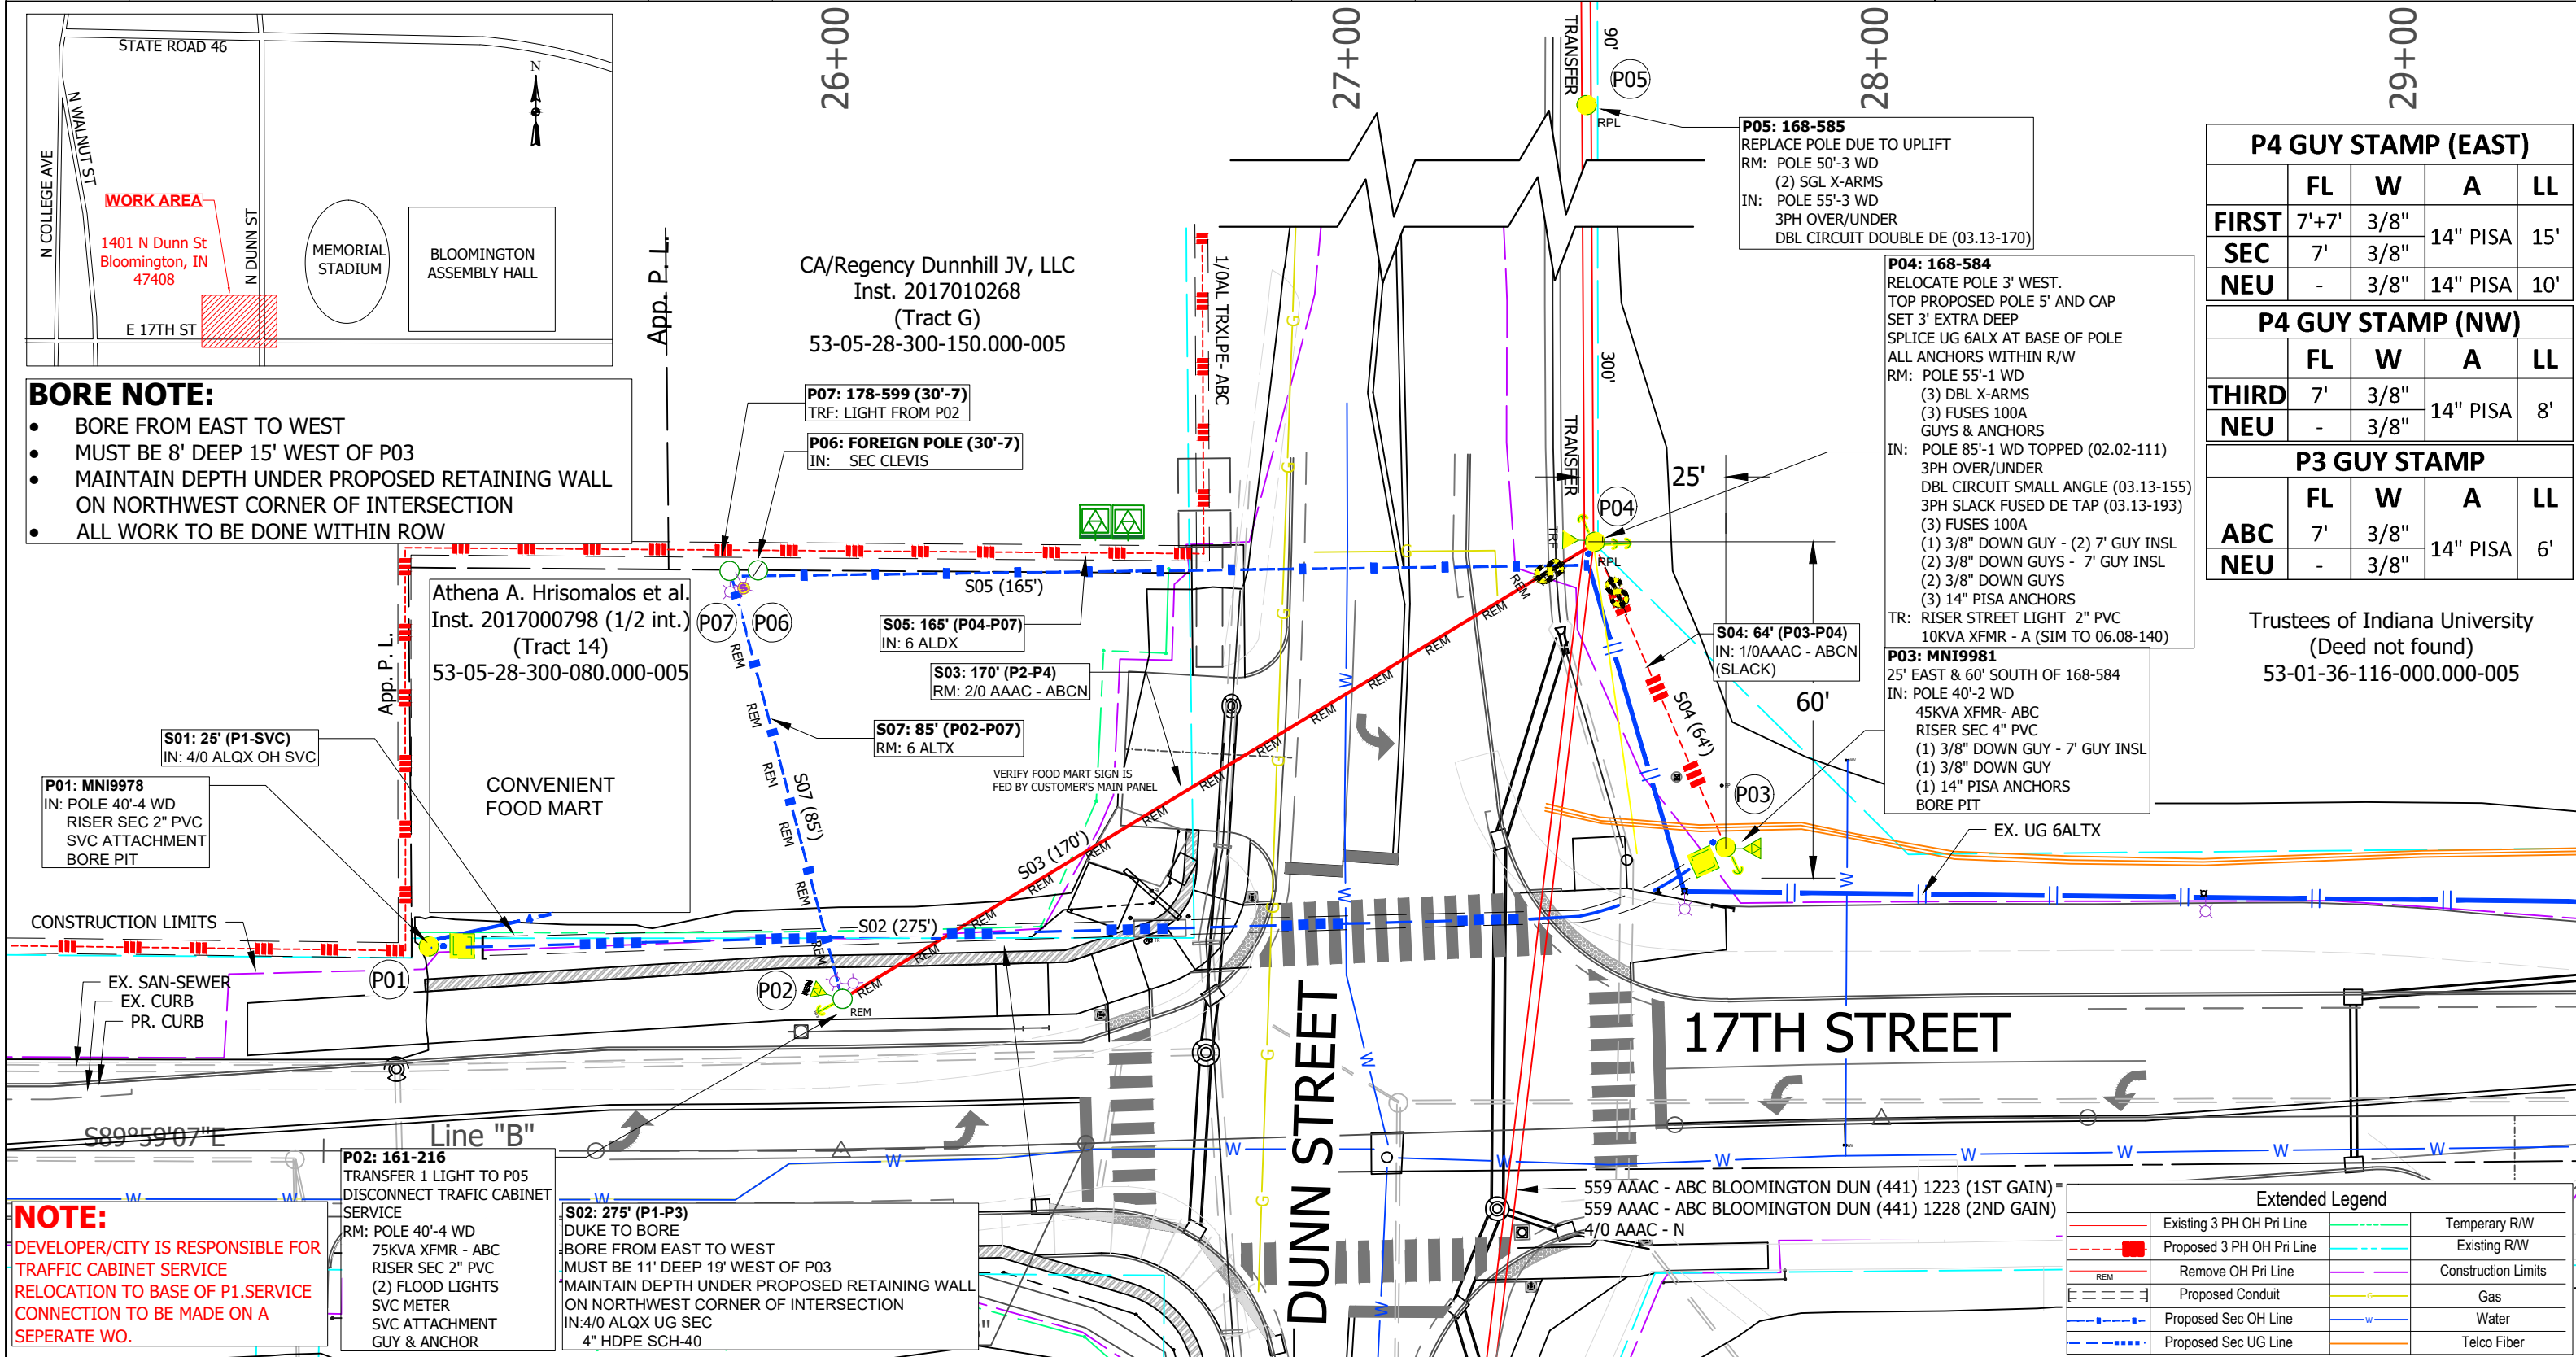 STATE ROAD 46
N COLLEGE AVE
N WALNUT ST
WORK AREA
1401 N Dunn St
Bloomington, IN
47408
N DUNN ST
N
MEMORIAL
STADIUM
BLOOMINGTON
ASSEMBLY HALL
E 17TH ST
26+00
27+00
28+00
29+00
BORE NOTE:
• BORE FROM EAST TO WEST
• MUST BE 8' DEEP 15' WEST OF P03
• MAINTAIN DEPTH UNDER PROPOSED RETAINING WALL
ON NORTHWEST CORNER OF INTERSECTION
• ALL WORK TO BE DONE WITHIN ROW
App. P. L.
CA/Regency Dunnhill JV, LLC
Inst. 2017010268
(Tract G)
53-05-28-300-150.000-005
1/0AL TRXLPE- ABC
P07: 178-599 (30'-7)
TRF: LIGHT FROM P02
P06: FOREIGN POLE (30'-7)
IN: SEC CLEVIS
TRANSFER
90'
P05
RPL
P05: 168-585
REPLACE POLE DUE TO UPLIFT
RM: POLE 50'-3 WD
(2) SGL X-ARMS
IN: POLE 55'-3 WD
3PH OVER/UNDER
DBL CIRCUIT DOUBLE DE (03.13-170)
P04: 168-584
RELOCATE POLE 3' WEST.
TOP PROPOSED POLE 5' AND CAP
SET 3' EXTRA DEEP
SPLICE UG 6ALX AT BASE OF POLE
ALL ANCHORS WITHIN R/W
RM: POLE 55'-1 WD
(3) DBL X-ARMS
(3) FUSES 100A
GUYS & ANCHORS
IN: POLE 85'-1 WD TOPPED (02.02-111)
3PH OVER/UNDER
DBL CIRCUIT SMALL ANGLE (03.13-155)
3PH SLACK FUSED DE TAP (03.13-193)
(3) FUSES 100A
(1) 3/8" DOWN GUY - (2) 7' GUY INSL
(2) 3/8" DOWN GUYS - 7' GUY INSL
(2) 3/8" DOWN GUYS
(3) 14" PISA ANCHORS
TR: RISER STREET LIGHT 2" PVC
10KVA XFMR - A (SIM TO 06.08-140)
P03: MNI9981
25' EAST & 60' SOUTH OF 168-584
IN: POLE 40'-2 WD
45KVA XFMR- ABC
RISER SEC 4" PVC
(1) 3/8" DOWN GUY - 7' GUY INSL
(1) 3/8" DOWN GUY
(1) 14" PISA ANCHORS
BORE PIT
P4 GUY STAMP (EAST)
FL W A LL
FIRST 7'+7' 3/8" 14" PISA 15'
SEC 7' 3/8"
NEU - 3/8" 14" PISA 10'
P4 GUY STAMP (NW)
FL W A LL
THIRD 7' 3/8" 14" PISA 8'
NEU - 3/8"
P3 GUY STAMP
FL W A LL
ABC 7' 3/8" 14" PISA 6'
NEU - 3/8"
Trustees of Indiana University
(Deed not found)
53-01-36-116-000.000-005
300'
TRANSFER
25'
P04
TRF
RPL
REM
REM
S04: 64' (P03-P04)
IN: 1/0AAAC - ABCN
(SLACK)
60'
S04 (64')
P03
EX. UG 6ALTX
Athena A. Hrisomalos et al.
Inst. 2017000798 (1/2 int.)
(Tract 14)
53-05-28-300-080.000-005
App. P. L.
P07
P06
S05 (165')
S05: 165' (P04-P07)
IN: 6 ALDX
S03: 170' (P2-P4)
RM: 2/0 AAAC - ABCN
S07: 85' (P02-P07)
RM: 6 ALTX
VERIFY FOOD MART SIGN IS
FED BY CUSTOMER'S MAIN PANEL
REM
REM
REM
REM
REM
REM
REM
S07 (85')
S03 (170')
REM
REM
REM
REM
REM
REM
REM
REM
REM
REM
S01: 25' (P1-SVC)
IN: 4/0 ALQX OH SVC
P01: MNI9978
IN: POLE 40'-4 WD
RISER SEC 2" PVC
SVC ATTACHMENT
BORE PIT
CONVENIENT
FOOD MART
CONSTRUCTION LIMITS
S02 (275')
P01
P02
REM
EX. SAN-SEWER
EX. CURB
PR. CURB
17TH STREET
DUNN STREET
S89°59'07"E
Line "B"
P02: 161-216
TRANSFER 1 LIGHT TO P05
DISCONNECT TRAFIC CABINET
SERVICE
RM: POLE 40'-4 WD
75KVA XFMR - ABC
RISER SEC 2" PVC
(2) FLOOD LIGHTS
SVC METER
SVC ATTACHMENT
GUY & ANCHOR
NOTE:
DEVELOPER/CITY IS RESPONSIBLE FOR
TRAFFIC CABINET SERVICE
RELOCATION TO BASE OF P1.SERVICE
CONNECTION TO BE MADE ON A
SEPERATE WO.
S02: 275' (P1-P3)
DUKE TO BORE
BORE FROM EAST TO WEST
MUST BE 11' DEEP 19' WEST OF P03
MAINTAIN DEPTH UNDER PROPOSED RETAINING WALL
ON NORTHWEST CORNER OF INTERSECTION
IN:4/0 ALQX UG SEC
4" HDPE SCH-40
559 AAAC - ABC BLOOMINGTON DUN (441) 1223 (1ST GAIN)
559 AAAC - ABC BLOOMINGTON DUN (441) 1228 (2ND GAIN)
4/0 AAAC - N
Extended Legend
Existing 3 PH OH Pri Line
Temperary R/W
Proposed 3 PH OH Pri Line
Existing R/W
REM
Remove OH Pri Line
Construction Limits
Proposed Conduit
G
Gas
Proposed Sec OH Line
W
Water
Proposed Sec UG Line
Telco Fiber